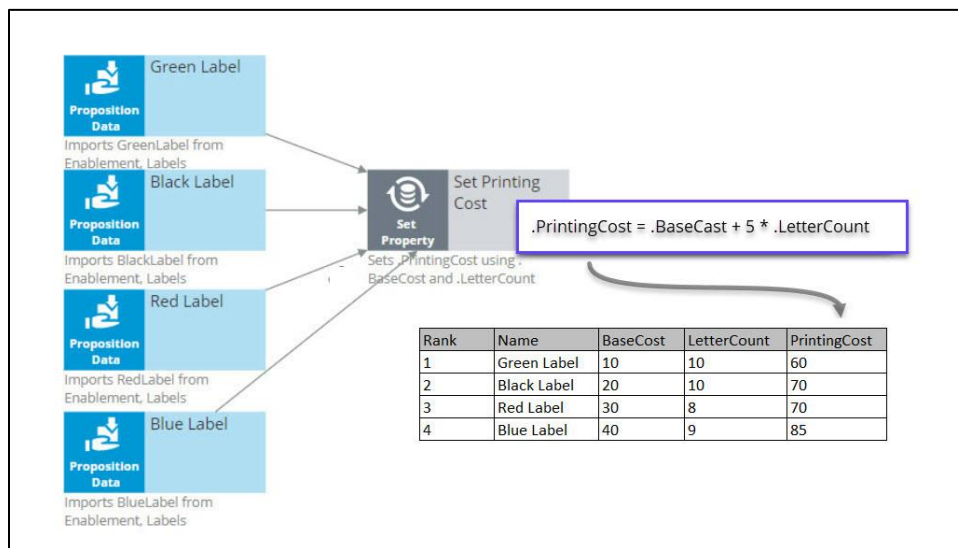 Green Label
Proposition
Data
Imports GreenLabel from
Enablement, Labels
Black Label
Proposition
Data
Imports BlackLabel from
Enablement, Labels
Red Label
Proposition
Data
Imports RedLabel from
Enablement, Labels
Blue Label
Proposition
Data
Imports BlueLabel from
Enablement, Labels
Set Printing
Cost
Set
Property
Sets .PrintingCost using .
BaseCost and .LetterCount
.PrintingCost = .BaseCast + 5 * .LetterCount
Rank Name BaseCost LetterCount PrintingCost
1 Green Label 10 10 60
2 Black Label 20 10 70
3 Red Label 30 8 70
4 Blue Label 40 9 85